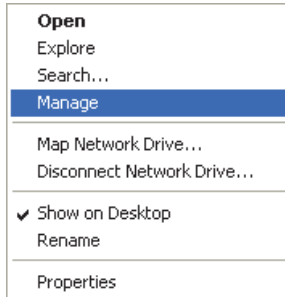 Open
Explore
Search...
Manage
Map Network Drive...
Disconnect Network Drive...
Show on Desktop
Rename
Properties